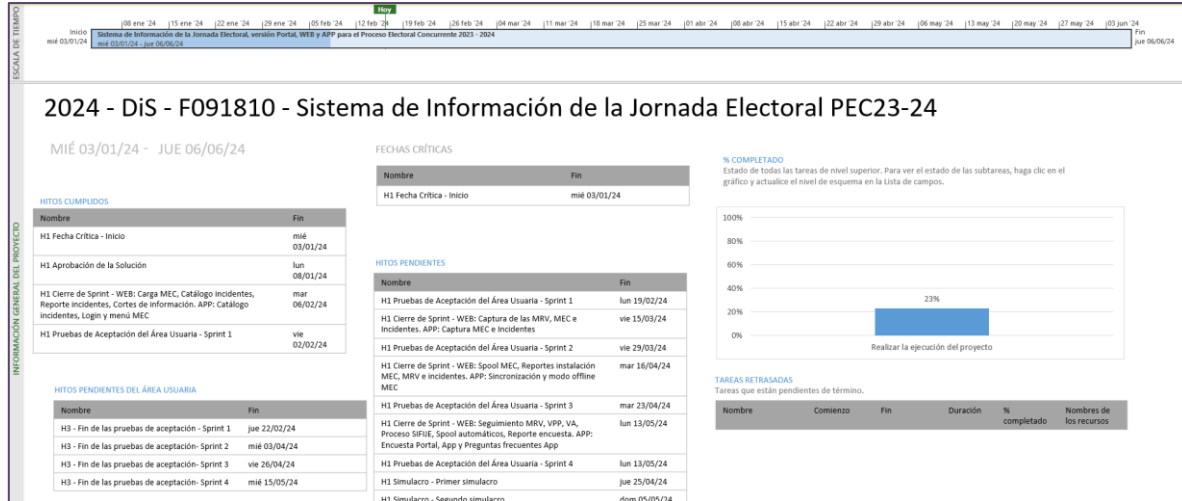 ESCALA DE TIEMPO
Hoy
08 ene '24 15 ene '24 22 ene '24 29 ene '24 05 feb '24 12 feb '24 19 feb '24 26 feb '24 04 mar '24 11 mar '24 18 mar '24 25 mar '24 01 abr '24 08 abr '24 15 abr '24 22 abr '24 29 abr '24 06 may '24 13 may '24 20 may '24 27 may '24 03 jun '24
Inicio
mié 03/01/24
Sistema de Información de la Jornada Electoral, versión Portal, WEB y APP para el Proceso Electoral Concurrente 2023 - 2024
mié 03/01/24 - jue 06/06/24
Fin
jue 06/06/24
INFORMACIÓN GENERAL DEL PROYECTO
2024 - DiS - F091810 - Sistema de Información de la Jornada Electoral PEC23-24
MIÉ 03/01/24 - JUE 06/06/24
HITOS CUMPLIDOS
Nombre Fin
H1 Fecha Crítica - Inicio mié
03/01/24
H1 Aprobación de la Solución lun
08/01/24
H1 Cierre de Sprint - WEB: Carga MEC, Catálogo incidentes, mar
Reporte incidentes, Cortes de información. APP: Catálogo 06/02/24
incidentes, Login y menú MEC
H1 Pruebas de Aceptación del Área Usuaria - Sprint 1 vie
02/02/24
HITOS PENDIENTES DEL ÁREA USUARIA
Nombre Fin
H3 - Fin de las pruebas de aceptación - Sprint 1 jue 22/02/24
H3 - Fin de las pruebas de aceptación- Sprint 2 mié 03/04/24
H3 - Fin de las pruebas de aceptación- Sprint 3 vie 26/04/24
H3 - Fin de las pruebas de aceptación- Sprint 4 mié 15/05/24
FECHAS CRÍTICAS
Nombre Fin
H1 Fecha Crítica - Inicio mié 03/01/24
HITOS PENDIENTES
Nombre Fin
H1 Pruebas de Aceptación del Área Usuaria - Sprint 1 lun 19/02/24
H1 Cierre de Sprint - WEB: Captura de las MRV, MEC e vie 15/03/24
Incidentes. APP: Captura MEC e Incidentes
H1 Pruebas de Aceptación del Área Usuaria - Sprint 2 vie 29/03/24
H1 Cierre de Sprint - WEB: Spool MEC, Reportes instalación mar 16/04/24
MEC, MRV e incidentes. APP: Sincronización y modo offline
MEC
H1 Pruebas de Aceptación del Área Usuaria - Sprint 3 mar 23/04/24
H1 Cierre de Sprint - WEB: Seguimiento MRV, VPP, VA, lun 13/05/24
Proceso SIFIJE, Spool automáticos, Reporte encuesta. APP:
Encuesta Portal, App y Preguntas frecuentes App
H1 Pruebas de Aceptación del Área Usuaria - Sprint 4 lun 13/05/24
H1 Simulacro - Primer simulacro jue 25/04/24
H1 Simulacro - Segundo simulacro dom 05/05/24
% COMPLETADO
Estado de todas las tareas de nivel superior. Para ver el estado de las subtareas, haga clic en el
gráfico y actualice el nivel de esquema en la Lista de campos.
100%
80%
60%
40%
20%
0%
23%
Realizar la ejecución del proyecto
TAREAS RETRASADAS
Tareas que están pendientes de término.
Nombre Comienzo Fin Duración % Nombres de
completado los recursos